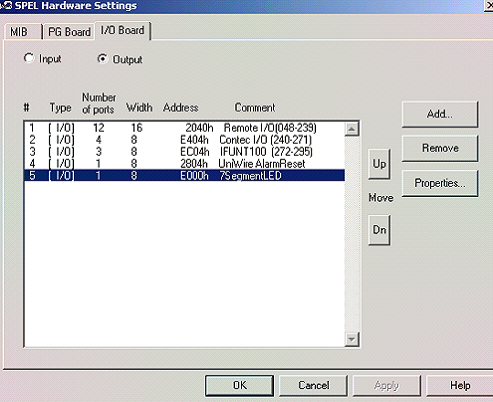 SPEL Hardware Settings
MIB PG Board I/O Board
Input Output
# Type Number of ports Width Address Comment
1 [ I/O] 12 16 2040h Remote I/O(048-239)
2 [ I/O] 4 8 E404h Contec I/O (240-271)
3 [ I/O] 3 8 EC04h IFUNT100 (272-295)
4 [ I/O] 1 8 2804h UniWire AlarmReset
5 [ I/O] 1 8 E000h 7SegmentLED
Add...
Remove
Properties...
Up
Move
Dn
OK Cancel Apply Help